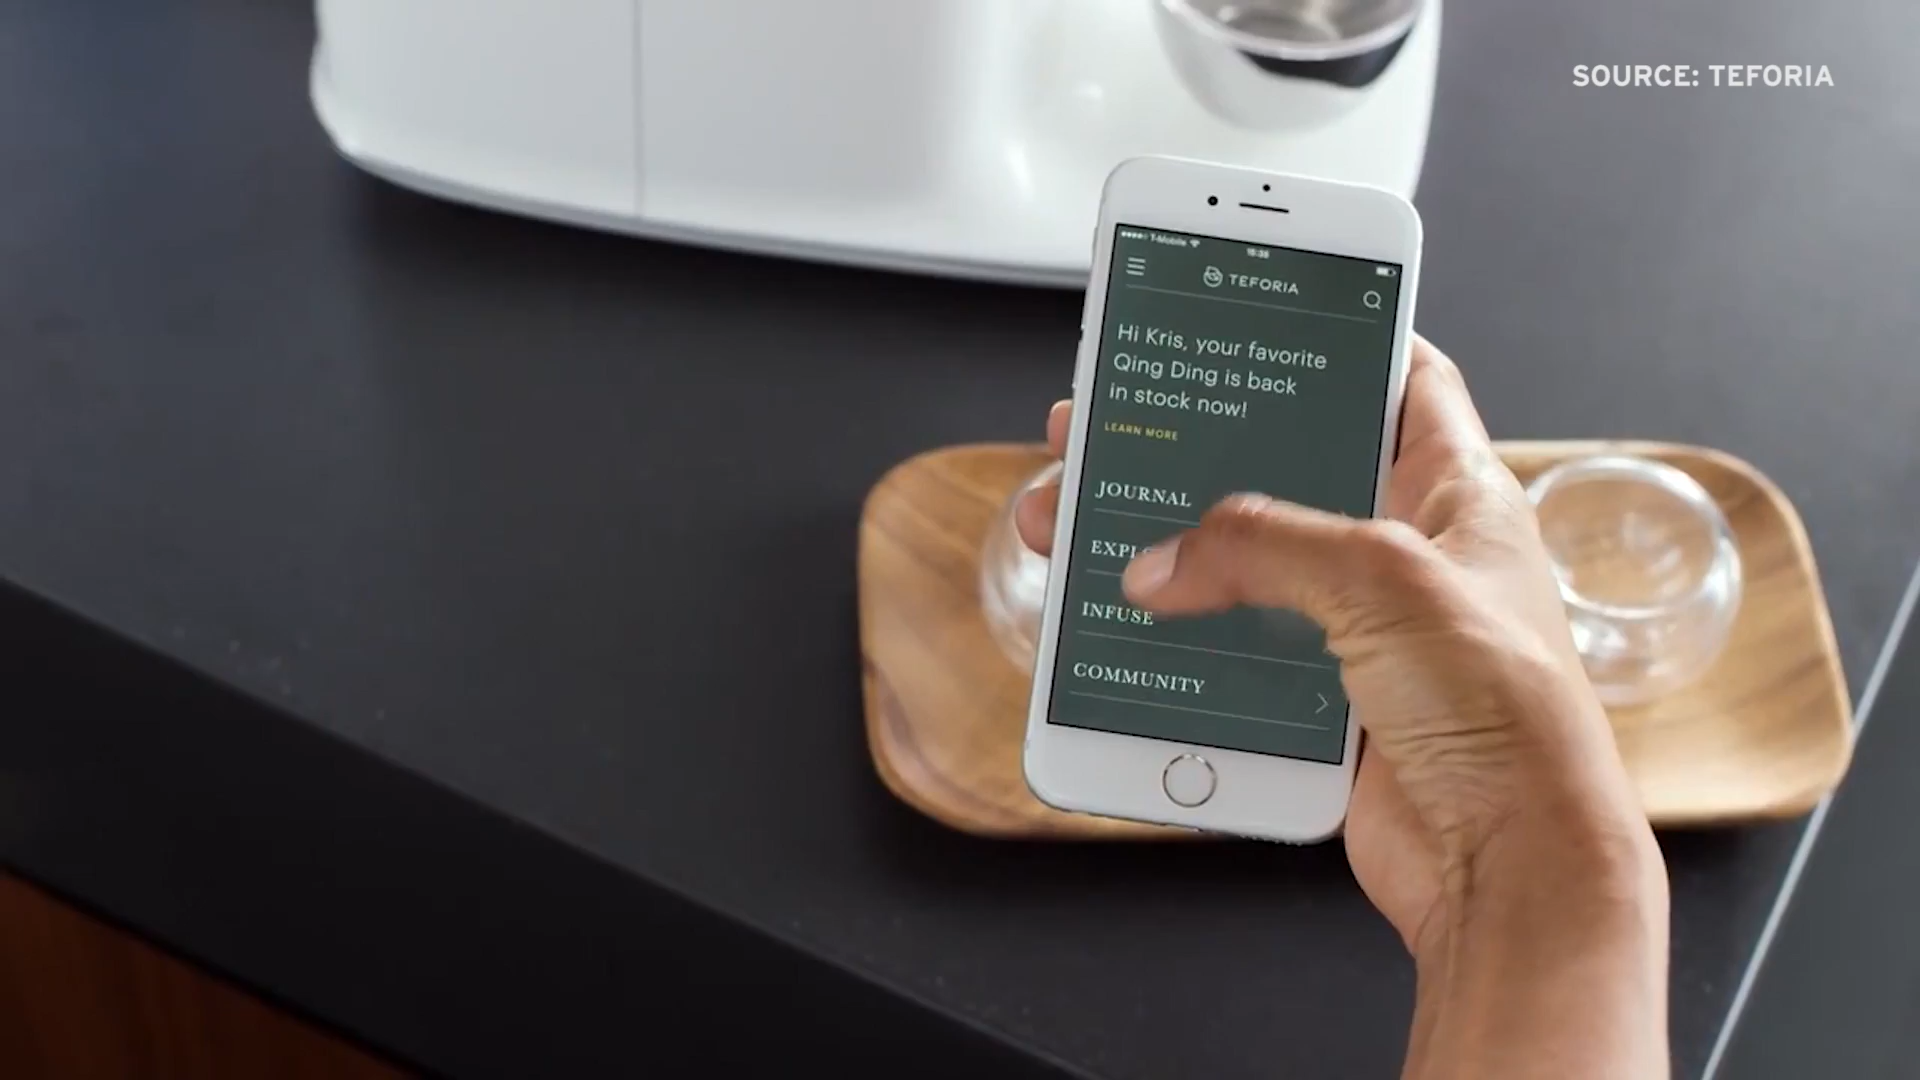 SOURCE: TEFORIA
T-Mobile
TEFORIA
Hi Kris, your favorite
Qing Ding is back
in stock now!
LEARN MORE
JOURNAL
INFUSE
COMMUNITY